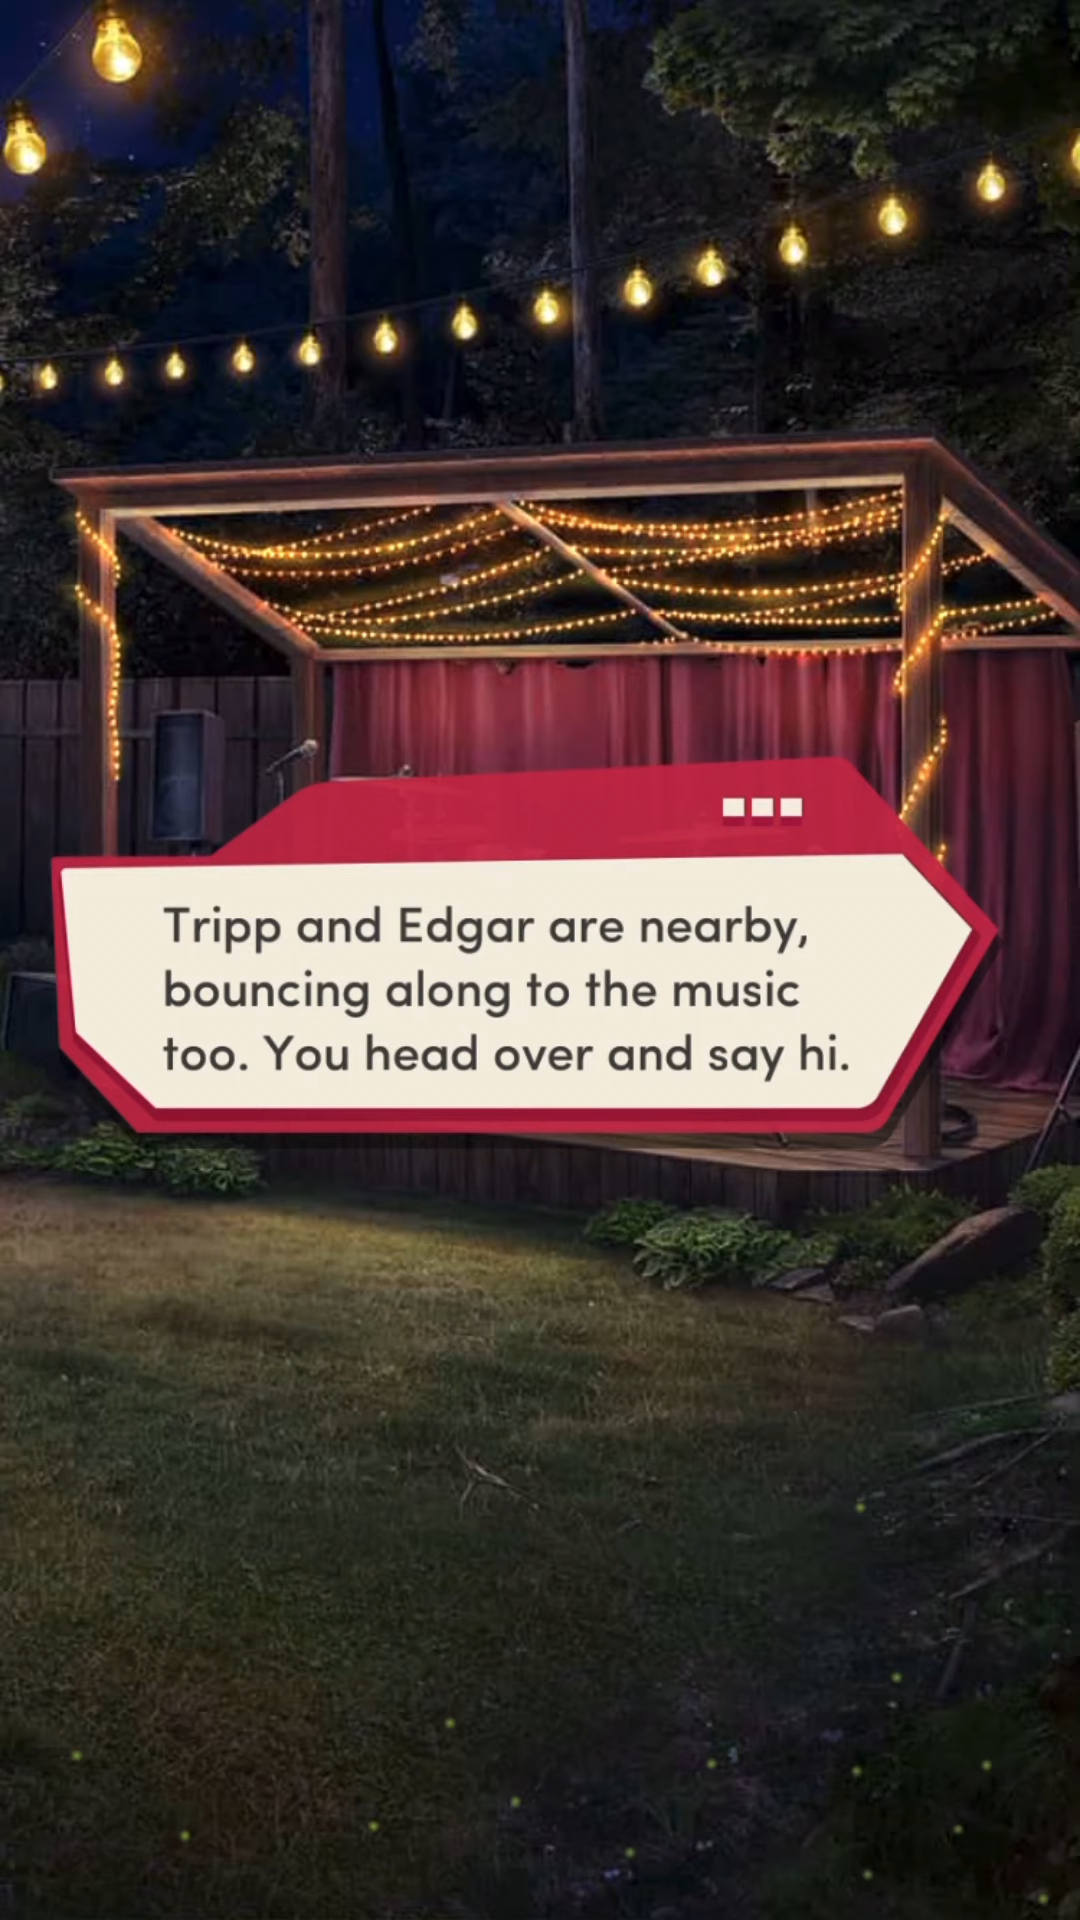 Tripp and Edgar are nearby,
bouncing along to the music
too. You head over and say hi.